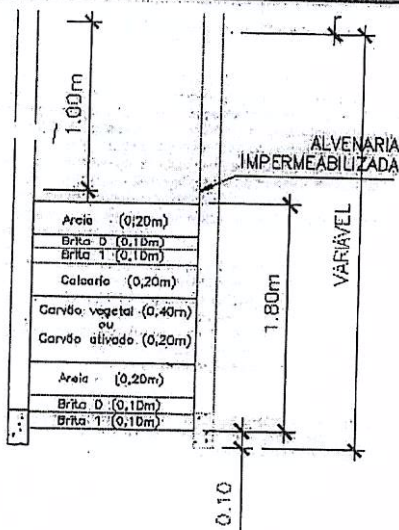 1.00m
ALVENARIA
IMPERMEABILIZADA
VARIÁVEL
Areia (0,20m)
Brita 0 (0,10m)
Brita 1 (0,10m)
Calcario (0,20m)
1.80m
Carvão vegetal (0,40m)
ou
Carvão ativado (0,20m)
Areia (0,20m)
Brita 0 (0,10m)
Brita 1 (0,10m)
0.10